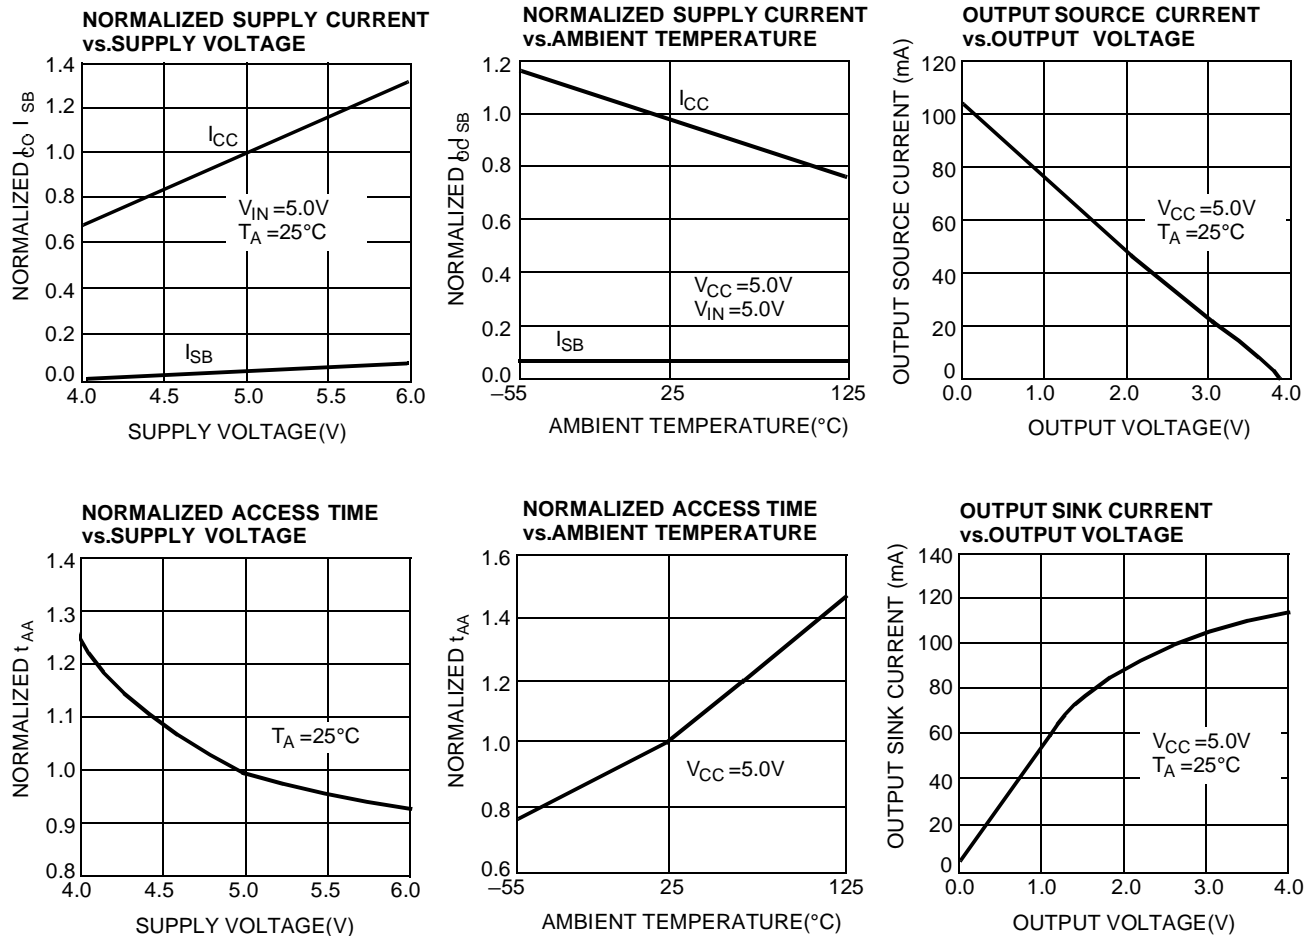 NORMALIZED SUPPLY CURRENT
vs.SUPPLY VOLTAGE
1.4
1.2
1.0
0.8
0.6
0.4
0.2
0.0
4.0 4.5 5.0 5.5 6.0
NORMALIZED I CC, I SB
ICC
VIN =5.0V
TA =25°C
ISB
SUPPLY VOLTAGE(V)
NORMALIZED SUPPLY CURRENT
vs.AMBIENT TEMPERATURE
1.2
1.0
0.8
0.6
0.4
0.2
0.0
–55 25 125
NORMALIZED ICC, ISB
ICC
VCC =5.0V
VIN =5.0V
ISB
AMBIENT TEMPERATURE(°C)
OUTPUT SOURCE CURRENT
vs.OUTPUT VOLTAGE
120
100
80
60
40
20
0
0.0 1.0 2.0 3.0 4.0
OUTPUT SOURCE CURRENT (mA)
VCC =5.0V
TA =25°C
OUTPUT VOLTAGE(V)
NORMALIZED ACCESS TIME
vs.SUPPLY VOLTAGE
1.4
1.3
1.2
1.1
1.0
0.9
0.8
4.0 4.5 5.0 5.5 6.0
NORMALIZED tAA
TA =25°C
SUPPLY VOLTAGE(V)
NORMALIZED ACCESS TIME
vs.AMBIENT TEMPERATURE
1.6
1.4
1.2
1.0
0.8
0.6
–55 25 125
NORMALIZED tAA
VCC =5.0V
AMBIENT TEMPERATURE(°C)
OUTPUT SINK CURRENT
vs.OUTPUT VOLTAGE
140
120
100
80
60
40
20
0
0.0 1.0 2.0 3.0 4.0
OUTPUT SINK CURRENT (mA)
VCC =5.0V
TA =25°C
OUTPUT VOLTAGE(V)